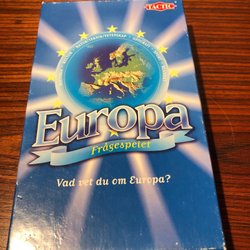 TACTIC
Europa
Frågespelet
Vad vet du om Europa?